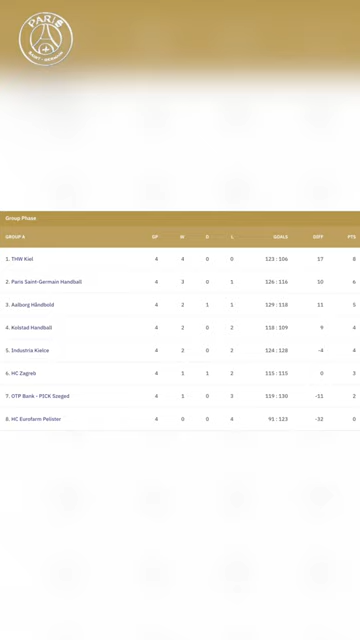 PARIS
SAINT-GERMAIN
Group Phase
GROUP A GP W D L GOALS DIFF PTS
1. THW Kiel 4 4 0 0 123 : 106 17 8
2. Paris Saint-Germain Handball 4 3 0 1 126 : 116 10 6
3. Aalborg Håndbold 4 2 1 1 129 : 118 11 5
4. Kolstad Handball 4 2 0 2 118 : 109 9 4
5. Industria Kielce 4 2 0 2 124 : 128 -4 4
6. HC Zagreb 4 1 1 2 115 : 115 0 3
7. OTP Bank - PICK Szeged 4 1 0 3 119 : 130 -11 2
8. HC Eurofarm Pelister 4 0 0 4 91 : 123 -32 0